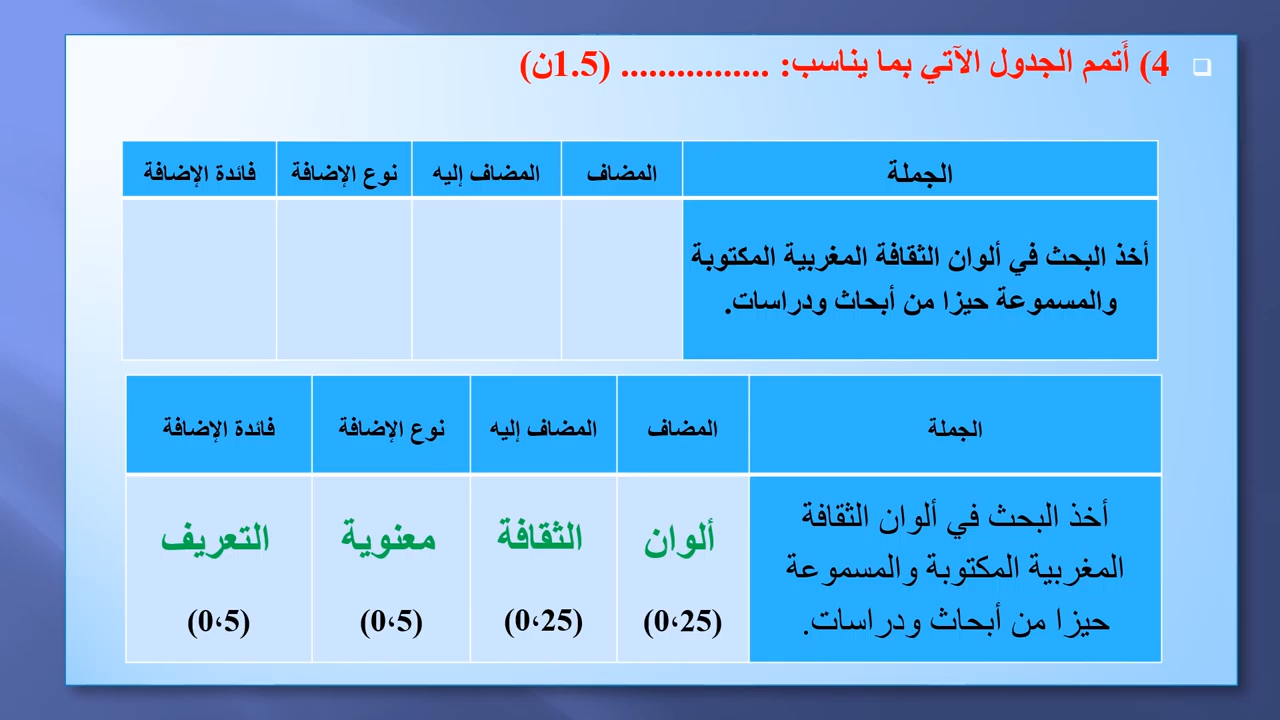 4) أَتمم الجدول الآتي بما يناسب: ................ (1.5ن)
الجملة المضاف المضاف إليه نوع الإضافة فائدة الإضافة
أخذ البحث في ألوان الثقافة المغربية المكتوبة
والمسموعة حيزا من أبحاث ودراسات.
الجملة المضاف المضاف إليه نوع الإضافة فائدة الإضافة
أخذ البحث في ألوان الثقافة
المغربية المكتوبة والمسموعة
حيزا من أبحاث ودراسات.
ألوان الثقافة معنوية التعريف
(0،25) (0،25) (0،5) (0،5)